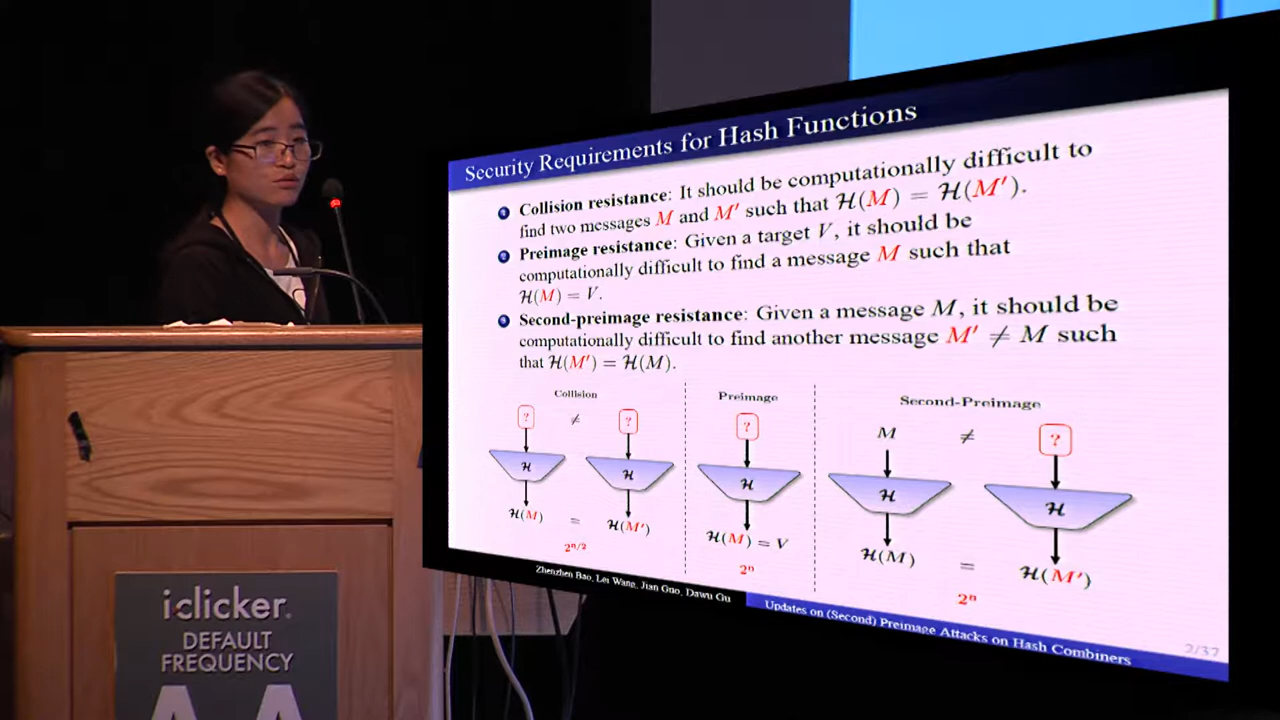 Security Requirements for Hash Functions
1 Collision resistance: It should be computationally difficult to
find two messages M and M′ such that H(M) = H(M′).
2 Preimage resistance: Given a target V, it should be
computationally difficult to find a message M such that
H(M) = V.
3 Second-preimage resistance: Given a message M, it should be
computationally difficult to find another message M′ ≠ M such
that H(M′) = H(M).
Collision Preimage Second-Preimage
? ≠ ? ? M ≠ ?
H H H H H
H(M) = H(M′) H(M) = V H(M) = H(M′)
2^{n/2} 2^n 2^n
Zhenzhen Bao, Lei Wang, Jian Guo, Dawu Gu
Updates on (Second) Preimage Attacks on Hash Combiners
2/37
iclicker.
DEFAULT
FREQUENCY
AA